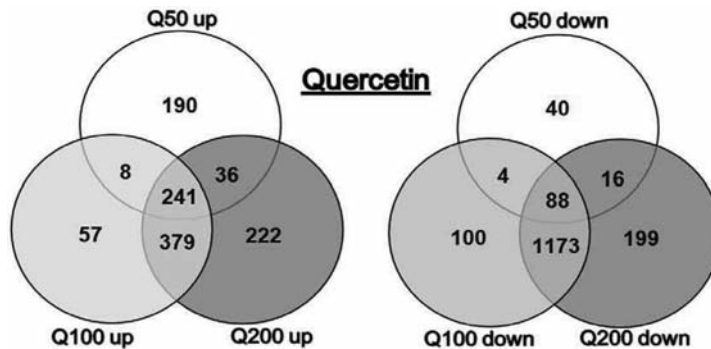 Q50 up
Q50 down
Quercetin
190
40
8
36
4
16
241
88
57
379
222
100
1173
199
Q100 up
Q200 up
Q100 down
Q200 down